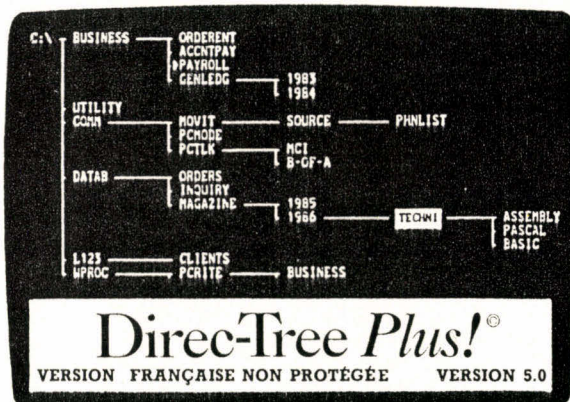 C:\ BUSINESS ORDERENT
ACCNTPAY
PAYROLL
GENLEDG 1983
1984
UTILITY
COMM MOVIT SOURCE PHNLIST
PCMODE
PCTLK MCI
B-OF-A
DATAB ORDERS
INQUIRY
MAGAZINE 1985
1986 TECHNI ASSEMBLY
PASCAL
BASIC
L123 CLIENTS
WPROC PCRITE BUSINESS
Direc-Tree Plus!©
VERSION FRANÇAISE NON PROTÉGÉE VERSION 5.0